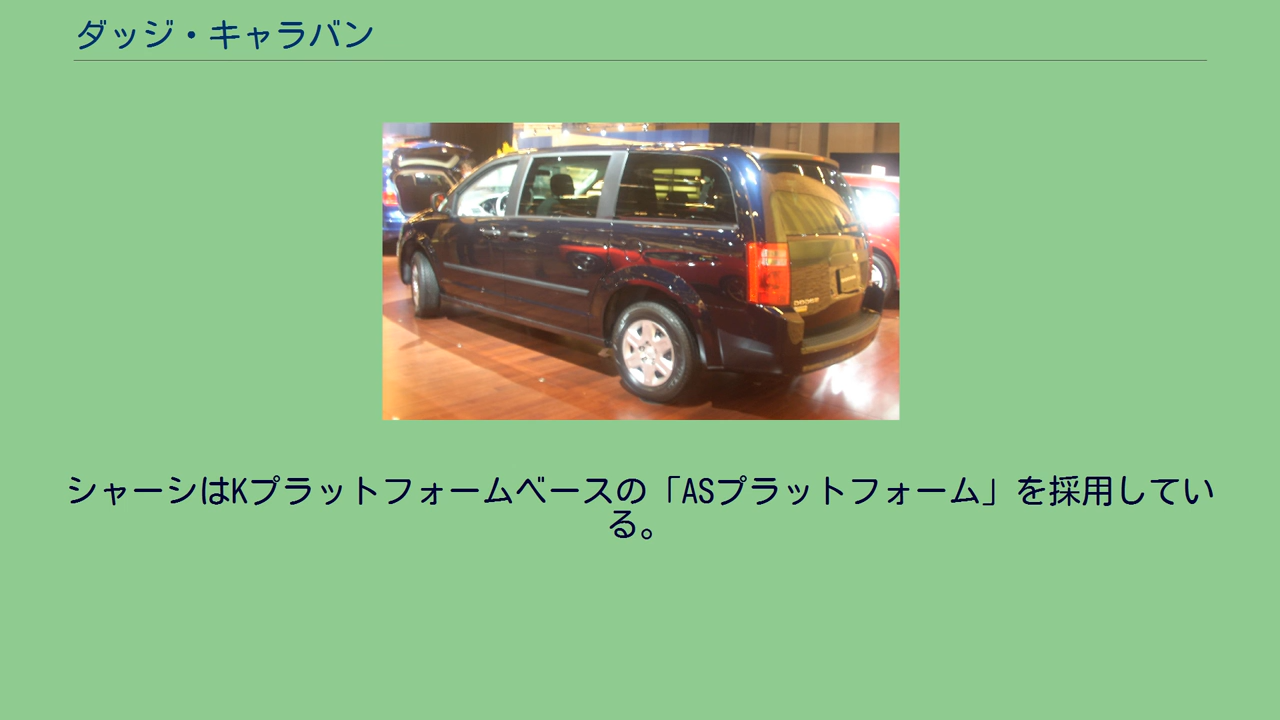 ダッジ・キャラバン
DODGE
シャーシはKプラットフォームベースの「ASプラットフォーム」を採用してい
る。